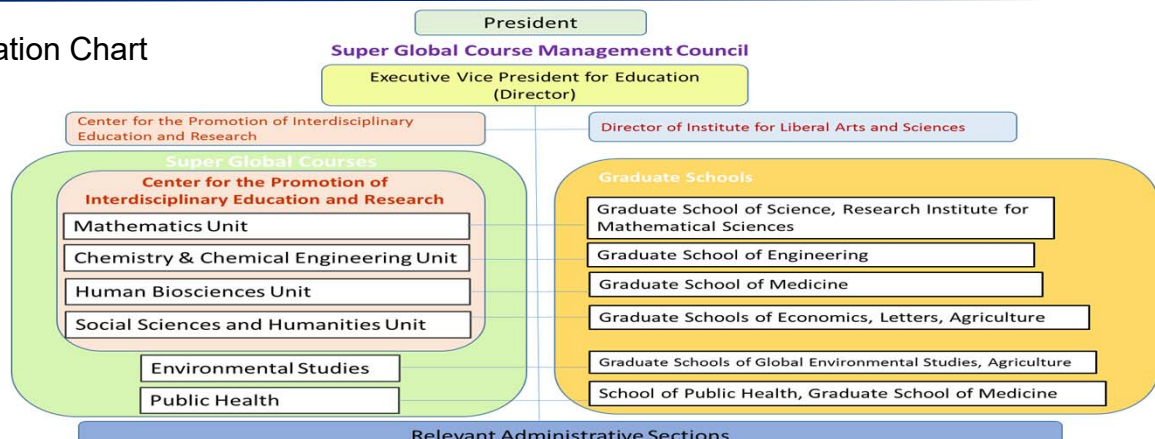 President
ation Chart
Super Global Course Management Council
Executive Vice President for Education
(Director)
Center for the Promotion of Interdisciplinary
Education and Research
Director of Institute for Liberal Arts and Sciences
Super Global Courses
Center for the Promotion of
Interdisciplinary Education and Research
Mathematics Unit
Chemistry & Chemical Engineering Unit
Human Biosciences Unit
Social Sciences and Humanities Unit
Environmental Studies
Public Health
Graduate Schools
Graduate School of Science, Research Institute for
Mathematical Sciences
Graduate School of Engineering
Graduate School of Medicine
Graduate Schools of Economics, Letters, Agriculture
Graduate Schools of Global Environmental Studies, Agriculture
School of Public Health, Graduate School of Medicine
Relevant Administrative Sections